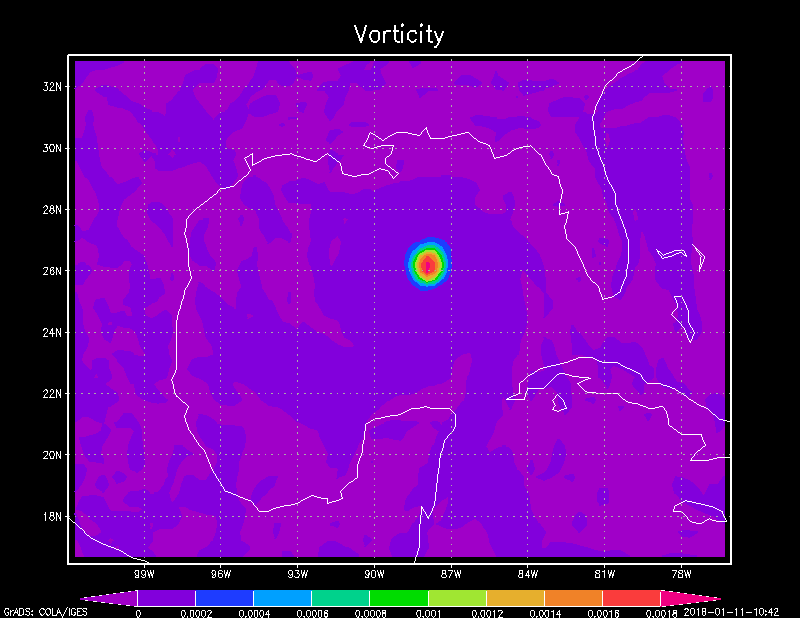 Vorticity
32N
30N
28N
26N
24N
22N
20N
18N
99W 96W 93W 90W 87W 84W 81W 78W
0 0.0002 0.0004 0.0006 0.0008 0.001 0.0012 0.0014 0.0016 0.0018
GrADS: COLA/IGES 2018-01-11-10:42